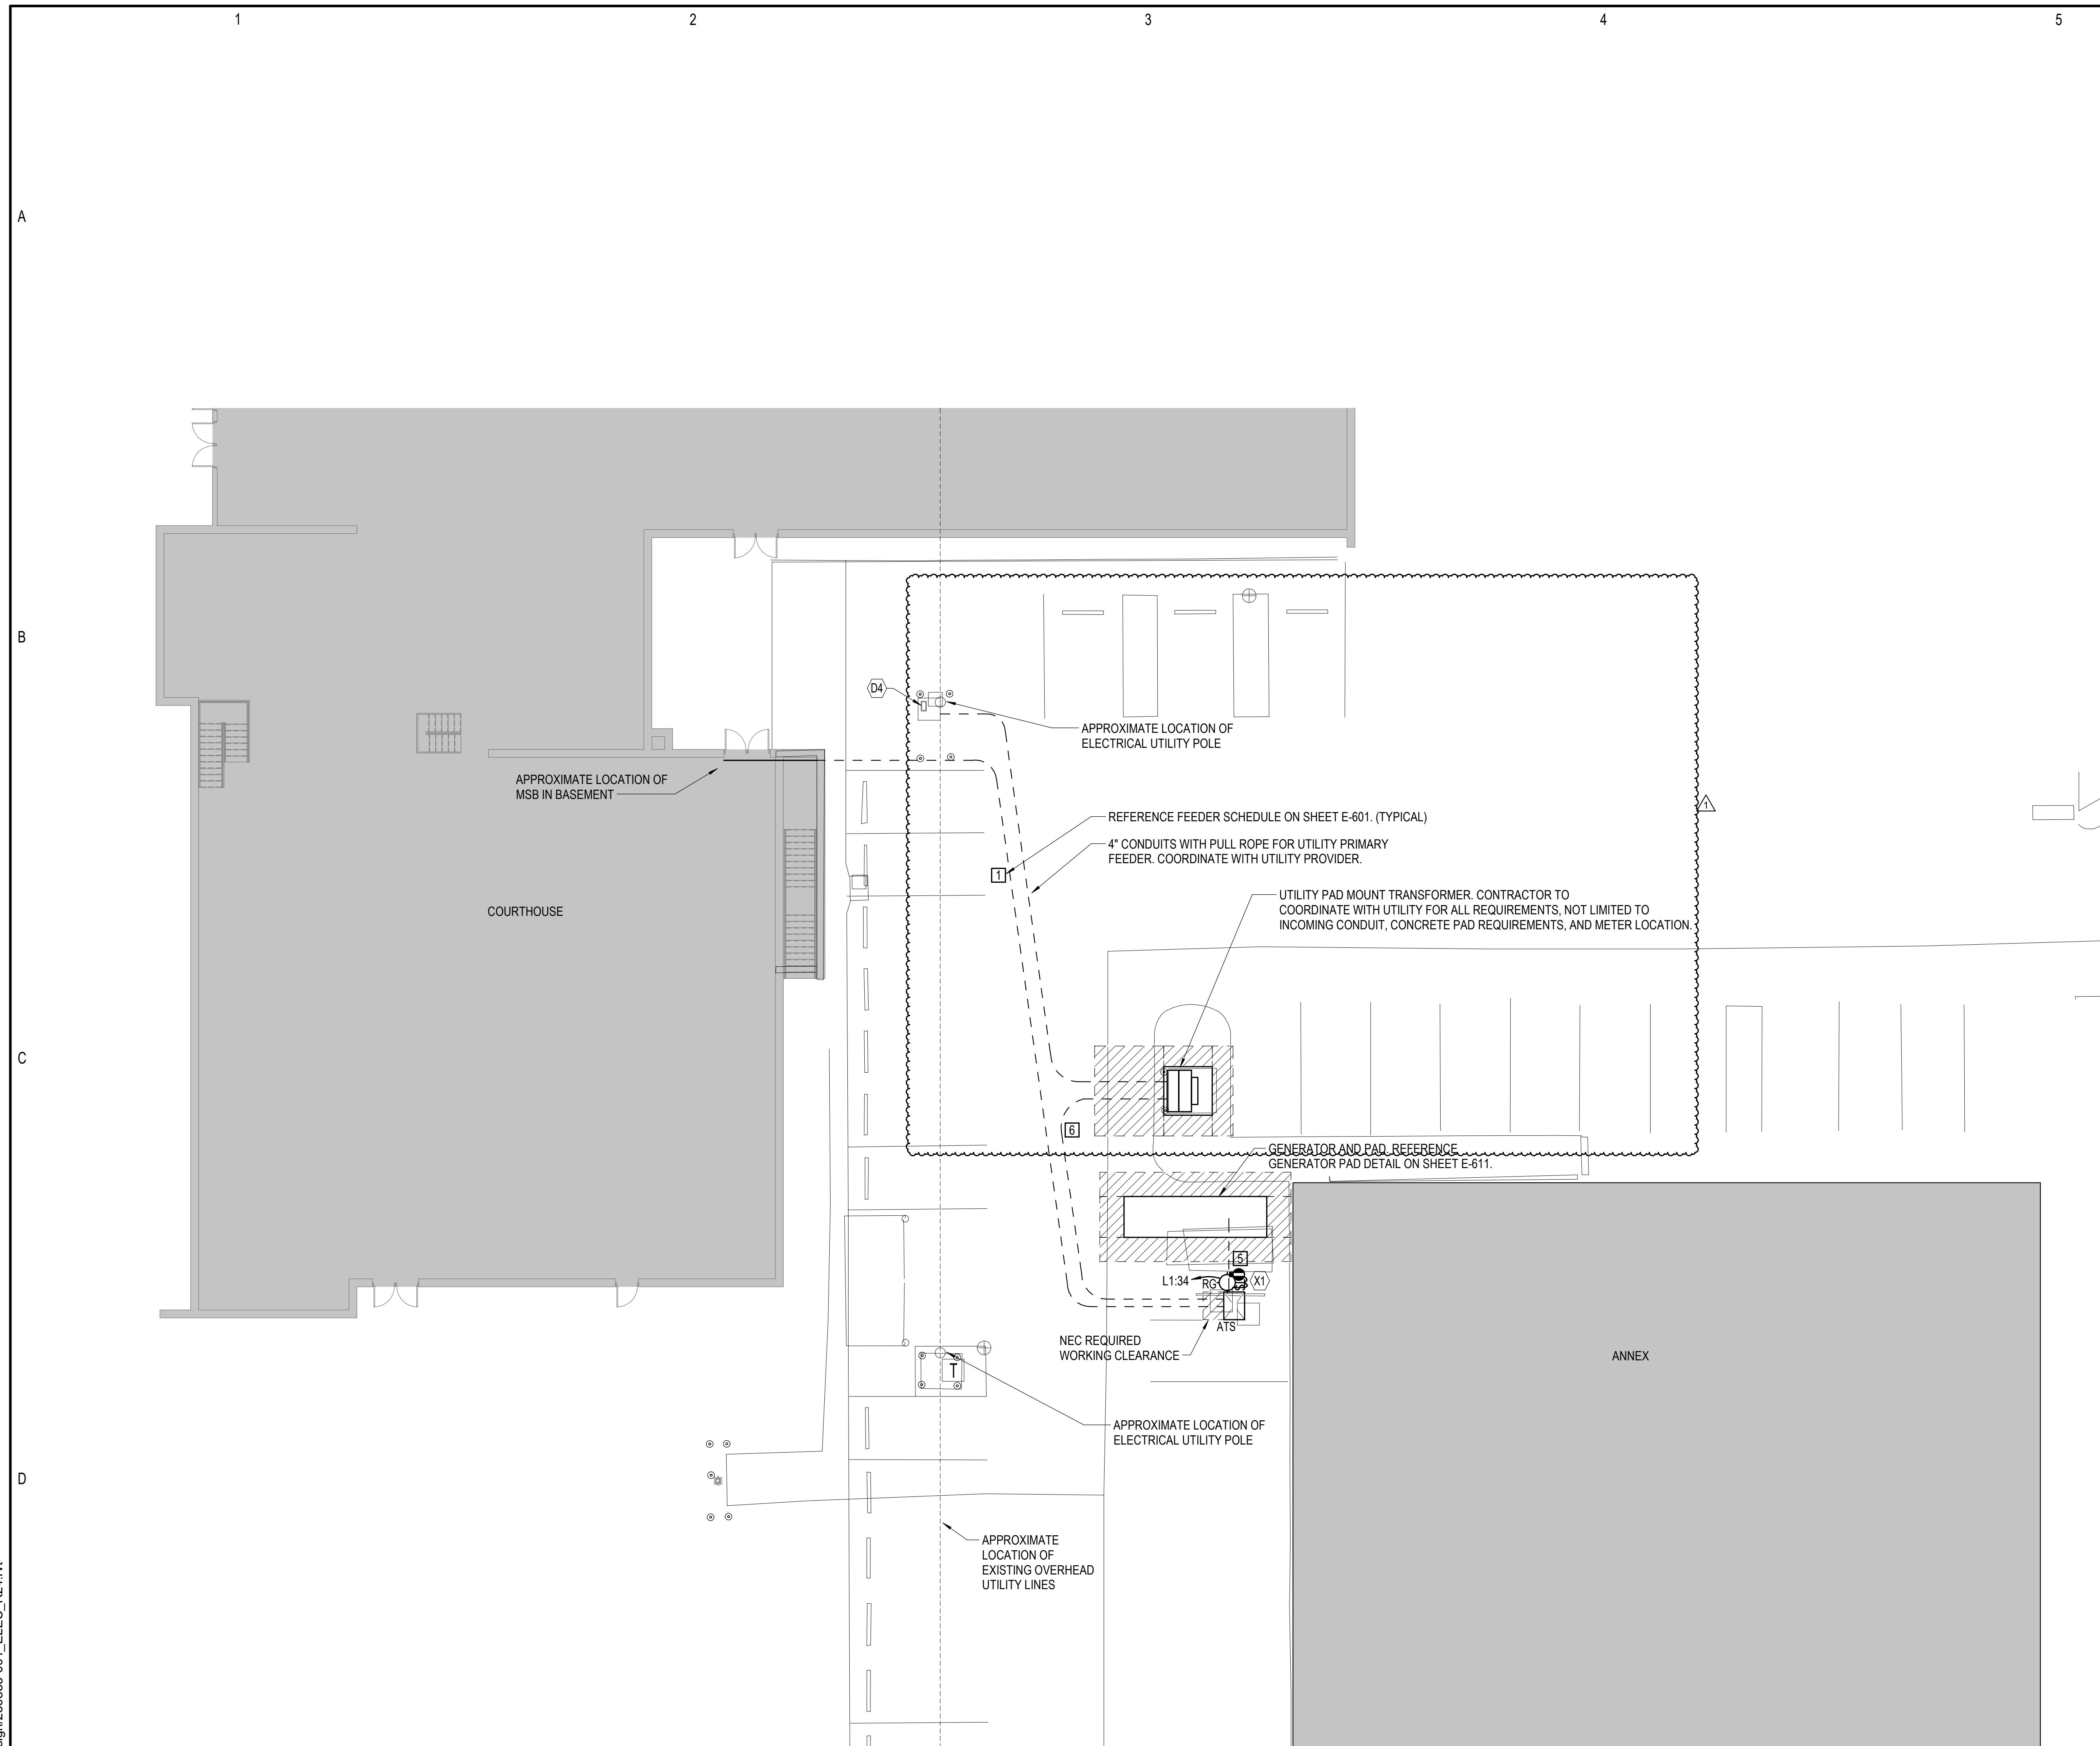 1 2 3 4 5
A
B
D4
APPROXIMATE LOCATION OF
ELECTRICAL UTILITY POLE
APPROXIMATE LOCATION OF
MSB IN BASEMENT
1
REFERENCE FEEDER SCHEDULE ON SHEET E-601. (TYPICAL)
4" CONDUITS WITH PULL ROPE FOR UTILITY PRIMARY
FEEDER. COORDINATE WITH UTILITY PROVIDER.
1
UTILITY PAD MOUNT TRANSFORMER. CONTRACTOR TO
COORDINATE WITH UTILITY FOR ALL REQUIREMENTS, NOT LIMITED TO
INCOMING CONDUIT, CONCRETE PAD REQUIREMENTS, AND METER LOCATION.
COURTHOUSE
C
6
GENERATOR AND PAD. REFERENCE
GENERATOR PAD DETAIL ON SHEET E-611.
5
L1:34
RG
X1
ATS
NEC REQUIRED
WORKING CLEARANCE
ANNEX
T
APPROXIMATE LOCATION OF
ELECTRICAL UTILITY POLE
D
APPROXIMATE
LOCATION OF
EXISTING OVERHEAD
UTILITY LINES